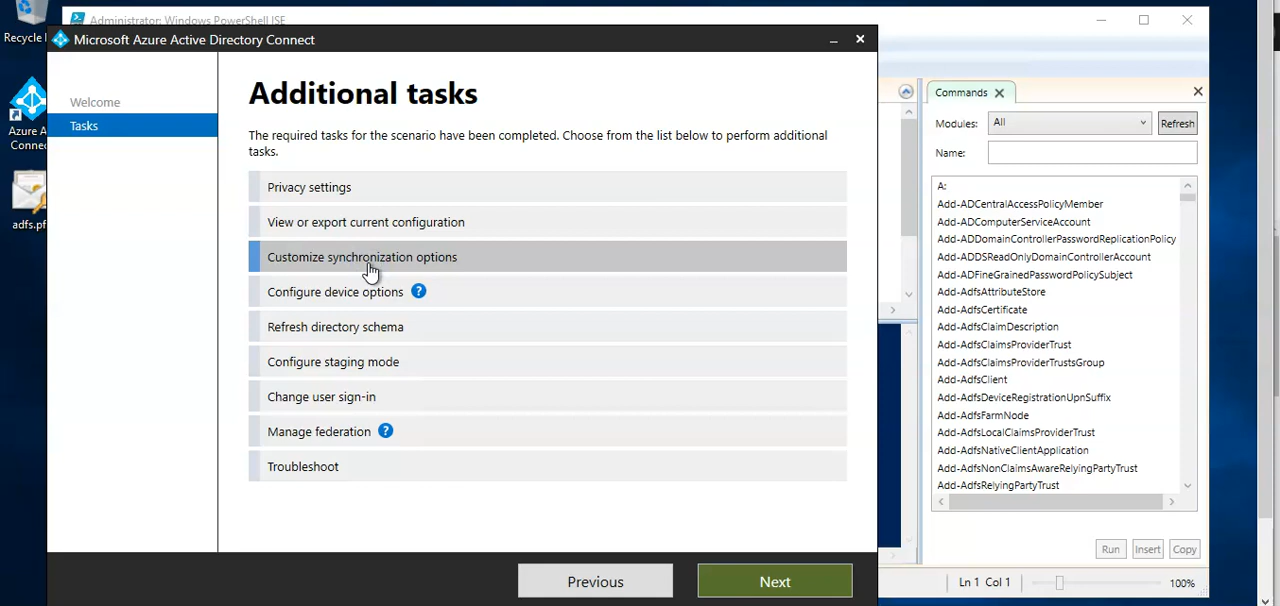 Recycle
Administrator: Windows PowerShell ISE
Microsoft Azure Active Directory Connect
Azure A
Connec
adfs.pf
Welcome
Tasks
Additional tasks
The required tasks for the scenario have been completed. Choose from the list below to perform additional
tasks.
Privacy settings
View or export current configuration
Customize synchronization options
Configure device options ?
Refresh directory schema
Configure staging mode
Change user sign-in
Manage federation ?
Troubleshoot
Previous
Next
Commands
Modules: All Refresh
Name:
A:
Add-ADCentralAccessPolicyMember
Add-ADComputerServiceAccount
Add-ADDomainControllerPasswordReplicationPolicy
Add-ADDSReadOnlyDomainControllerAccount
Add-ADFineGrainedPasswordPolicySubject
Add-AdfsAttributeStore
Add-AdfsCertificate
Add-AdfsClaimDescription
Add-AdfsClaimsProviderTrust
Add-AdfsClaimsProviderTrustsGroup
Add-AdfsClient
Add-AdfsDeviceRegistrationUpnSuffix
Add-AdfsFarmNode
Add-AdfsLocalClaimsProviderTrust
Add-AdfsNativeClientApplication
Add-AdfsNonClaimsAwareRelyingPartyTrust
Add-AdfsRelyingPartyTrust
Run Insert Copy
Ln 1 Col 1 100%